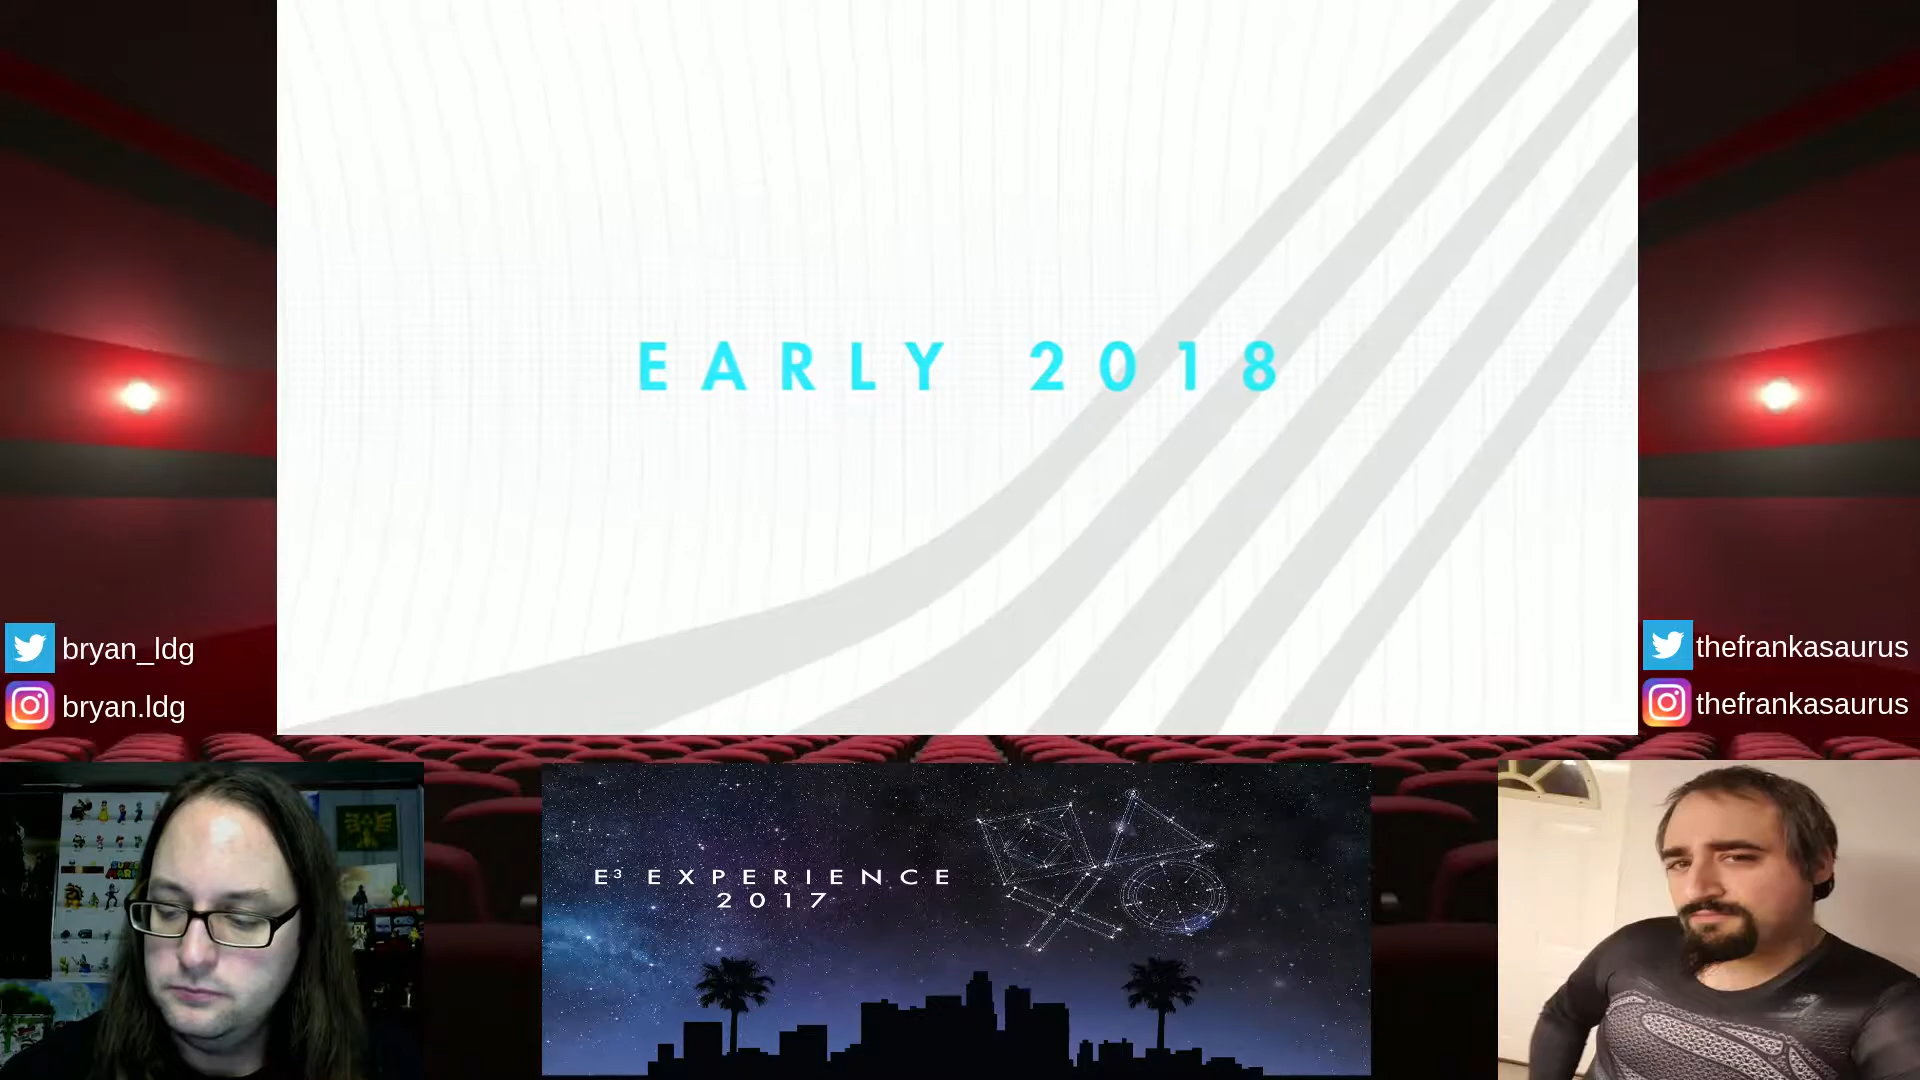 EARLY 2018
bryan_ldg
bryan.ldg
thefrankasaurus
thefrankasaurus
E³ EXPERIENCE
2017